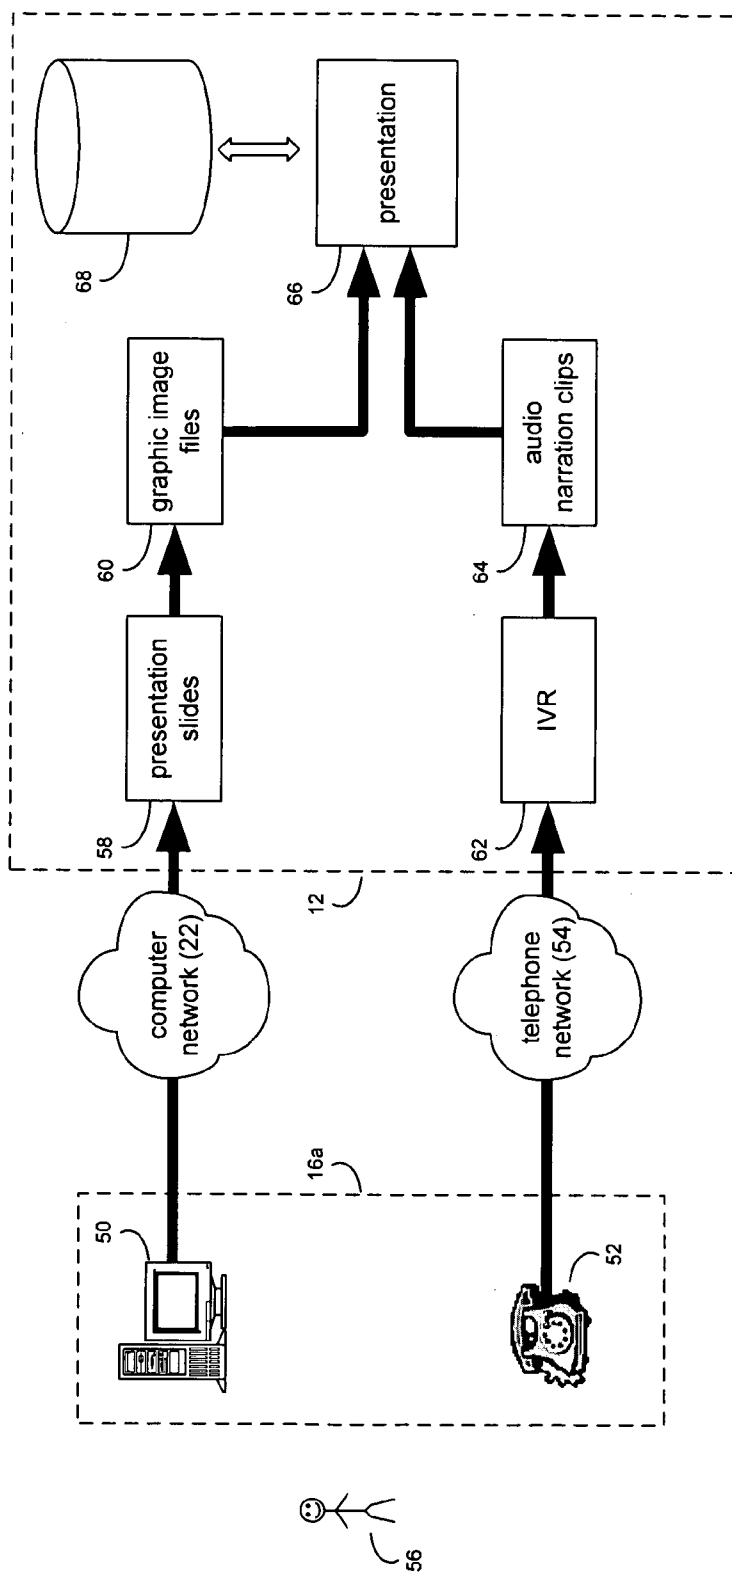 56
50
52
16a
computer
network (22)
telephone
network (54)
12
58
presentation
slides
62
IVR
60
graphic image
files
64
audio
narration clips
66
presentation
68